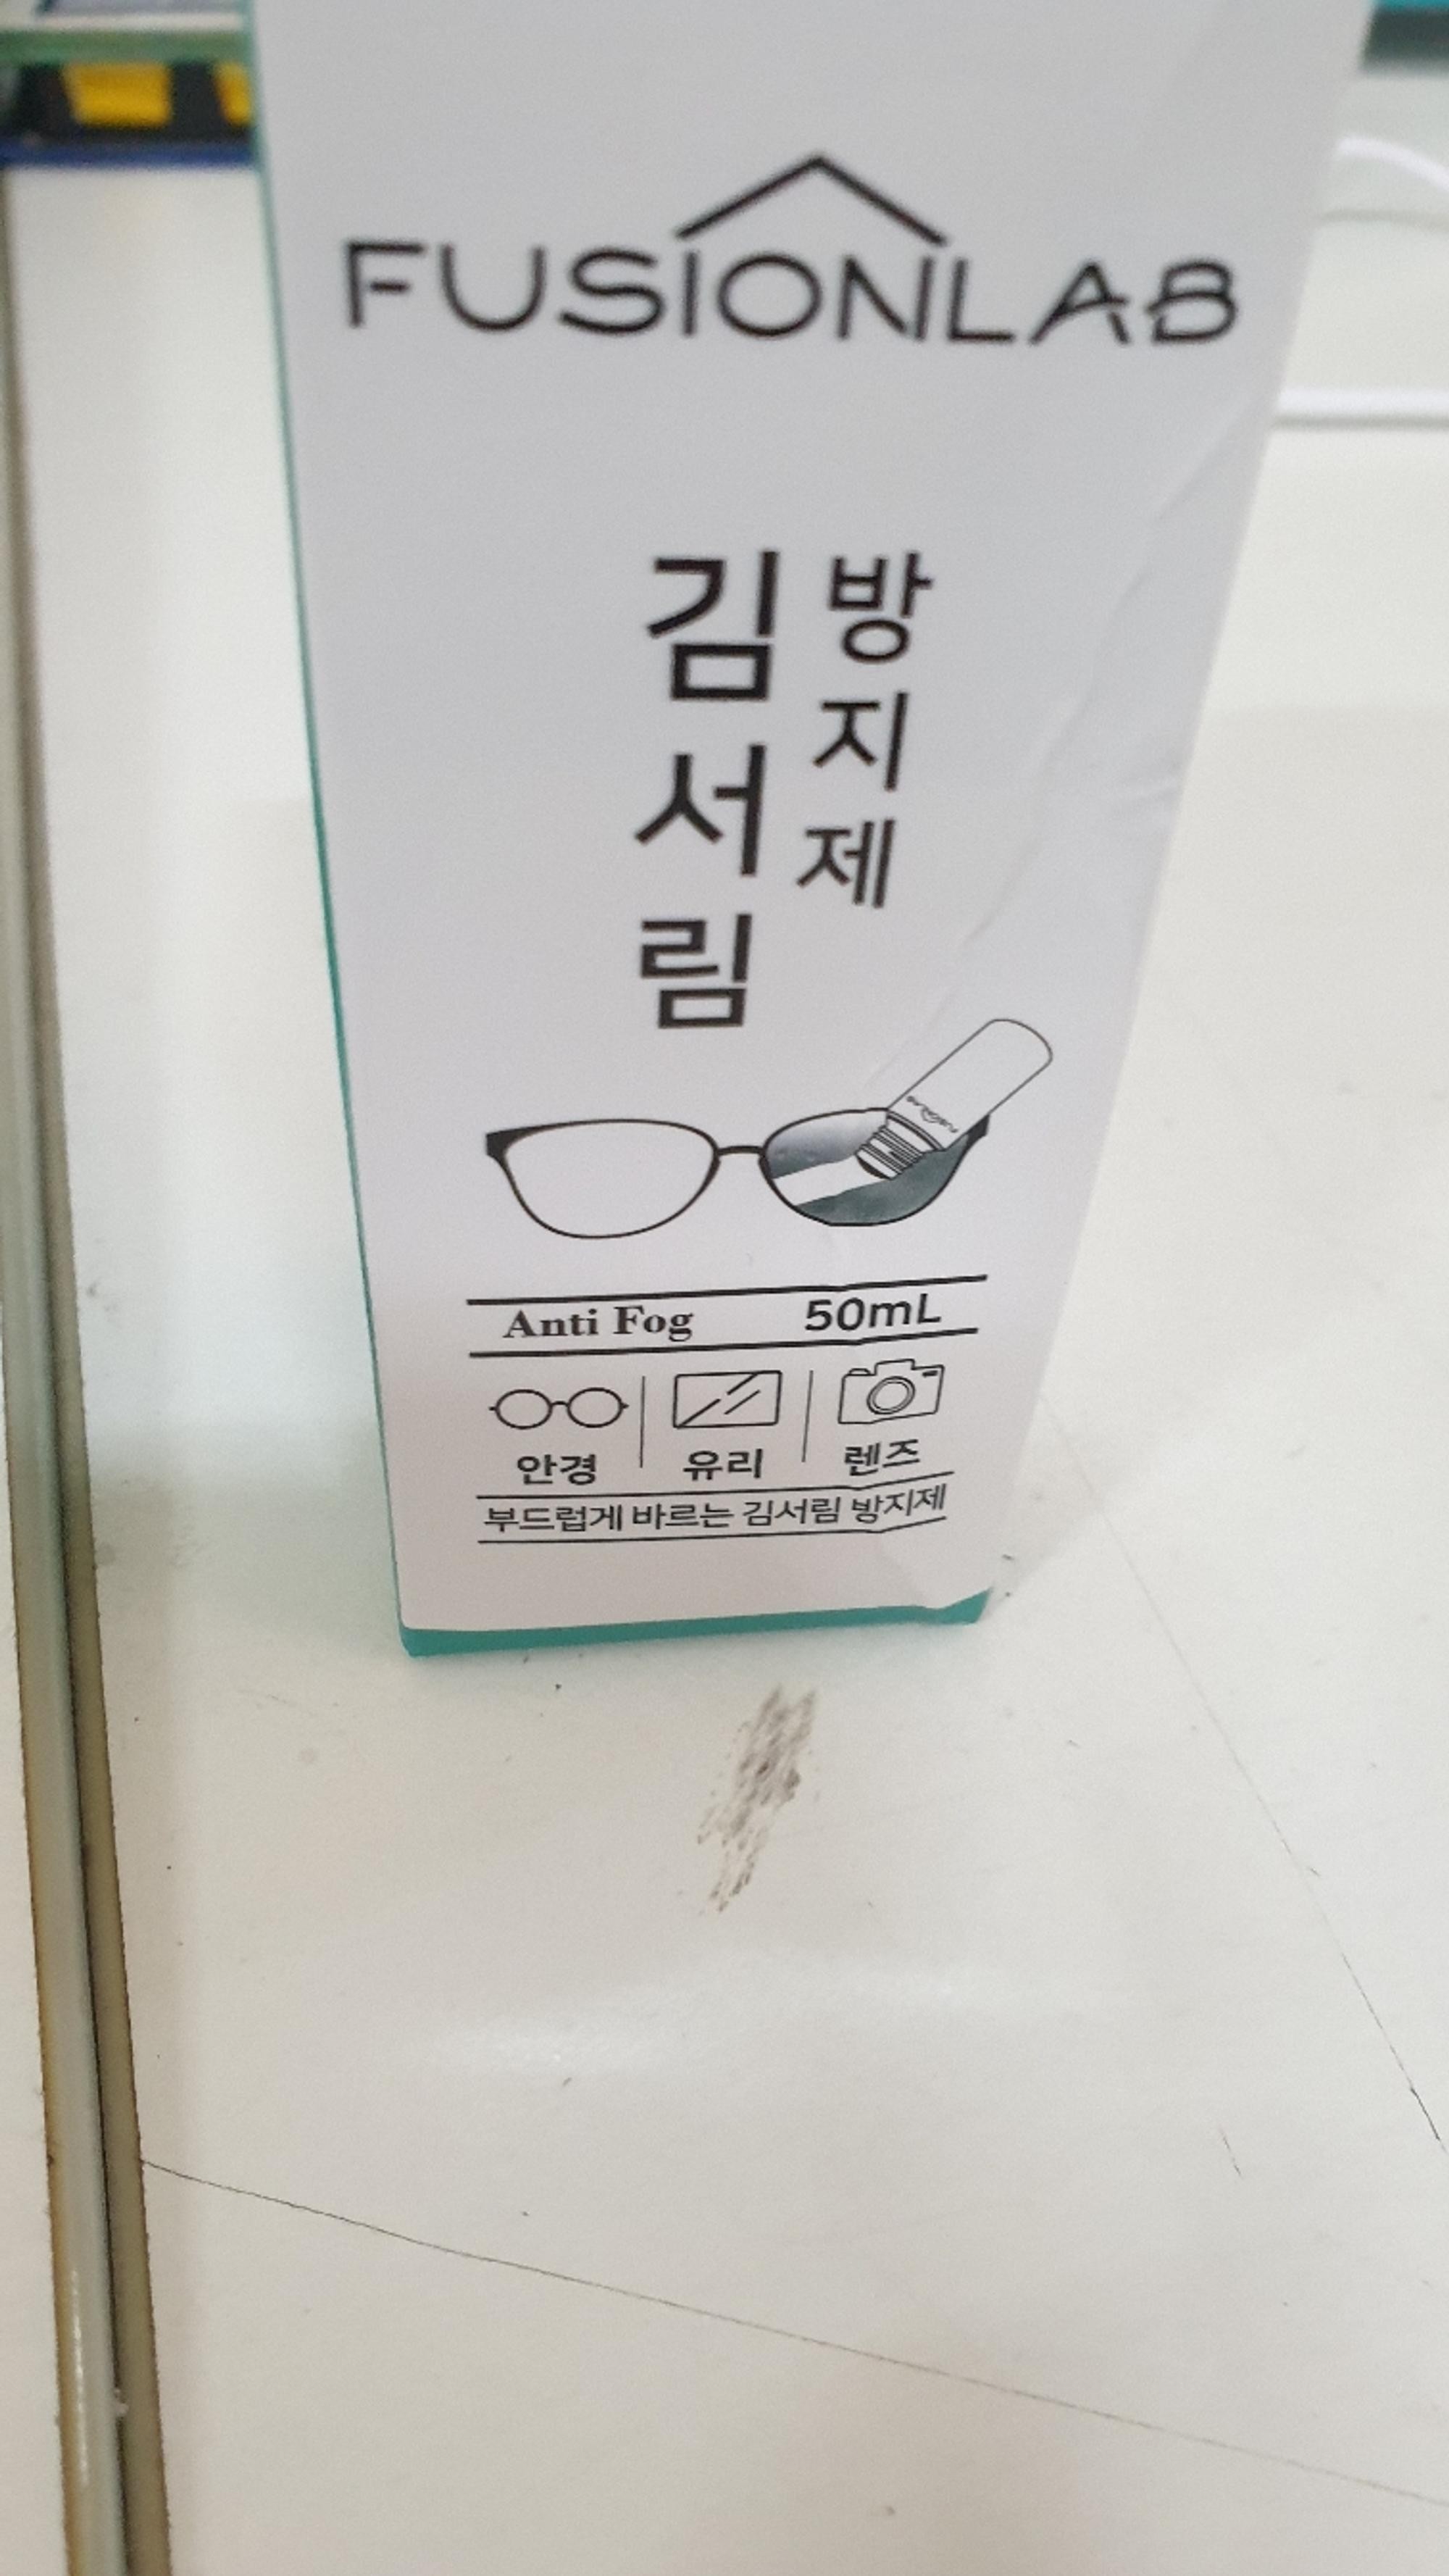 FUSIONLAB
김서림
방지제
Anti Fog 50mL
안경 유리 렌즈
부드럽게 바르는 김서림 방지제